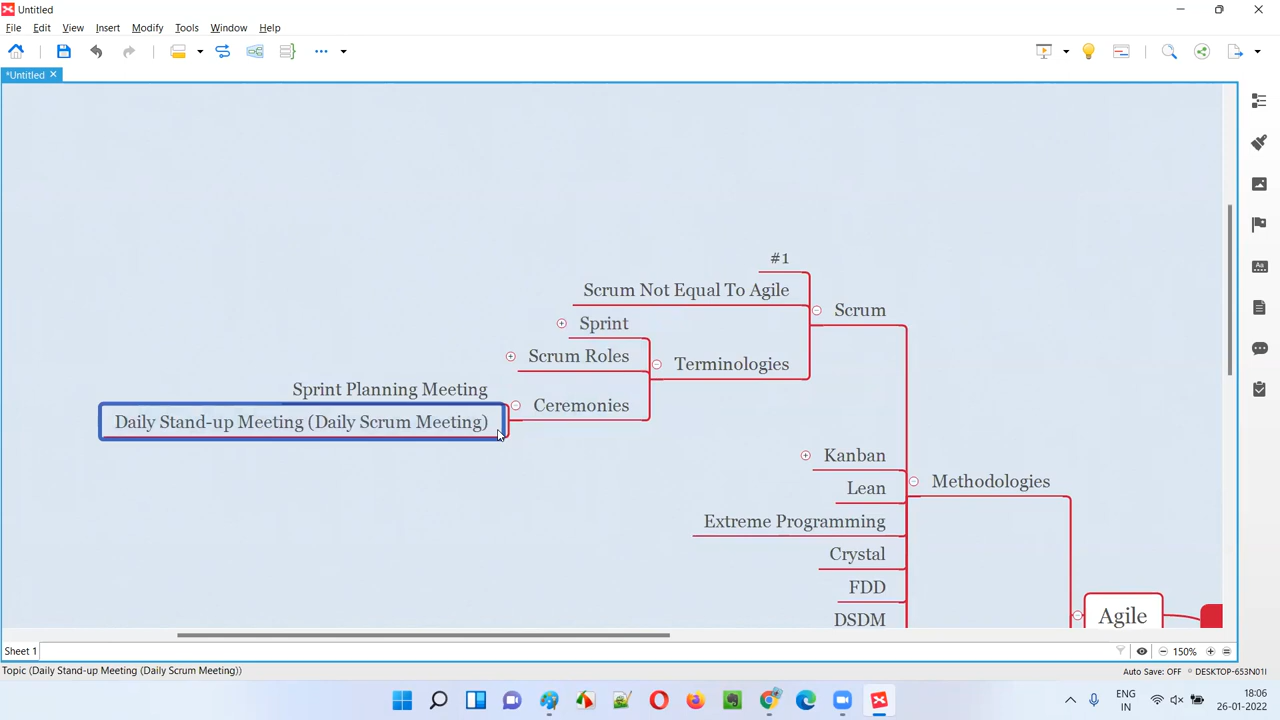 Untitled
File Edit View Insert Modify Tools Window Help
*Untitled
#1
Scrum Not Equal To Agile
Scrum
Sprint
Scrum Roles
Terminologies
Sprint Planning Meeting
Ceremonies
Daily Stand-up Meeting (Daily Scrum Meeting)
Kanban
Methodologies
Lean
Extreme Programming
Crystal
FDD
Agile
DSDM
Sheet 1
150%
Topic (Daily Stand-up Meeting (Daily Scrum Meeting))
Auto Save: OFF
DESKTOP-653N01I
ENG
IN
18:06
26-01-2022